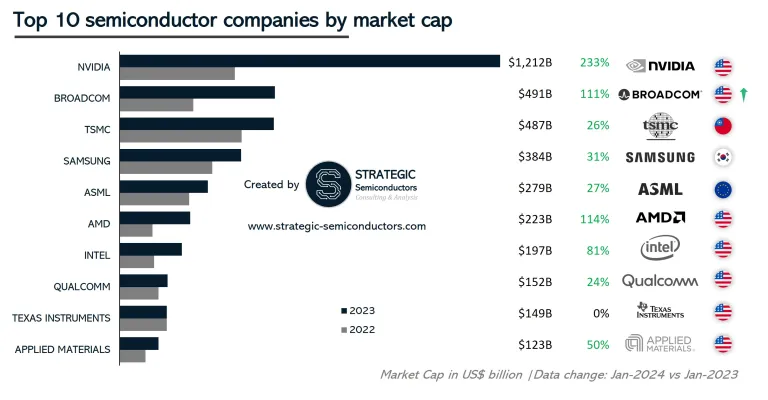 Top 10 semiconductor companies by market cap
NVIDIA $1,212B 233% NVIDIA
BROADCOM $491B 111% BROADCOM
TSMC $487B 26% tsmc
SAMSUNG $384B 31% SAMSUNG
ASML $279B 27% ASML
AMD $223B 114% AMD
INTEL $197B 81% intel
QUALCOMM $152B 24% Qualcomm
TEXAS INSTRUMENTS $149B 0% TEXAS INSTRUMENTS
APPLIED MATERIALS $123B 50% APPLIED MATERIALS
Created by
STRATEGIC
Semiconductors
Consulting & Analysis
www.strategic-semiconductors.com
2023
2022
Market Cap in US$ billion | Data change: Jan-2024 vs Jan-2023